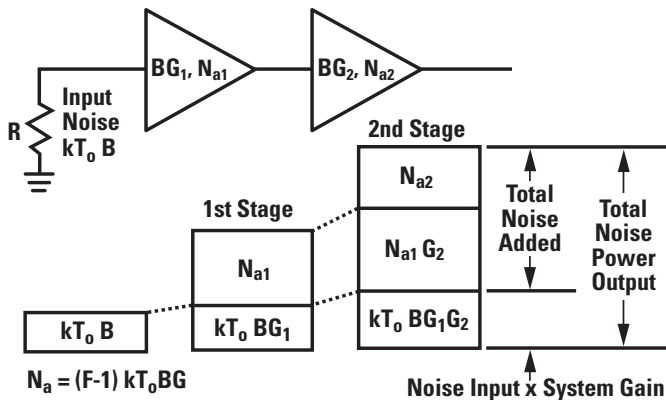 BG₁, Nₐ₁
BG₂, Nₐ₂
Input
Noise
kTₒ B
R
2nd Stage
Nₐ₂
1st Stage
Nₐ₁
Nₐ₁ G₂
kTₒ B
kTₒ BG₁
kTₒ BG₁G₂
Total
Noise
Added
Total
Noise
Power
Output
Nₐ = (F-1) kTₒBG
Noise Input x System Gain